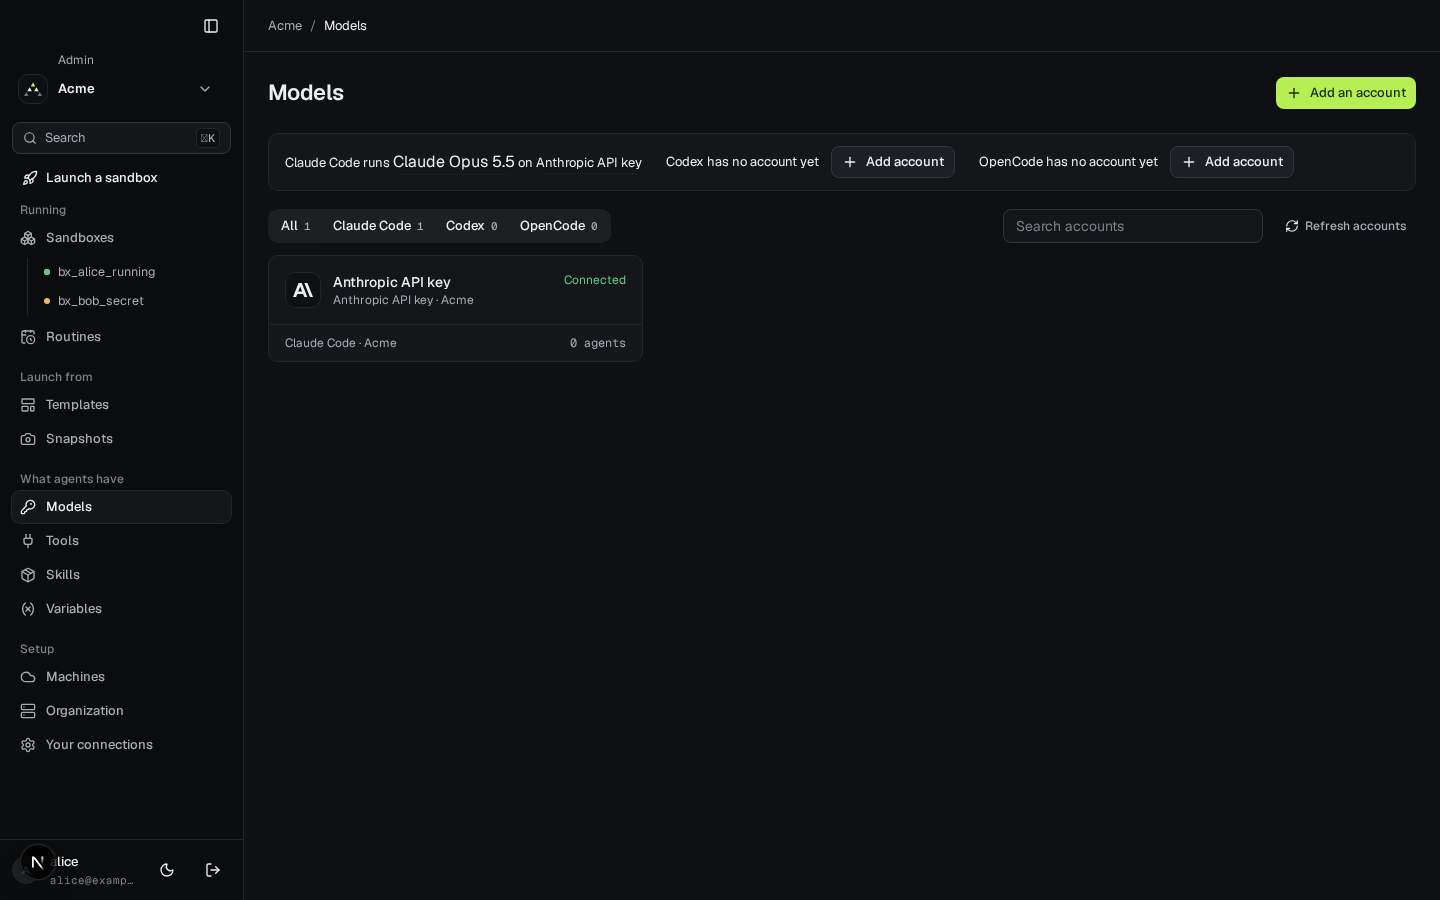 Acme / Models
Admin
Acme
Search K
Launch a sandbox
Running
Sandboxes
bx_alice_running
bx_bob_secret
Routines
Launch from
Templates
Snapshots
What agents have
Models
Tools
Skills
Variables
Setup
Machines
Organization
Your connections
alice
alice@examp…
Models
Add an account
Claude Code runs Claude Opus 5.5 on Anthropic API key Codex has no account yet Add account OpenCode has no account yet Add account
All 1 Claude Code 1 Codex 0 OpenCode 0 Search accounts Refresh accounts
Anthropic API key Connected
Anthropic API key · Acme
Claude Code · Acme 0 agents